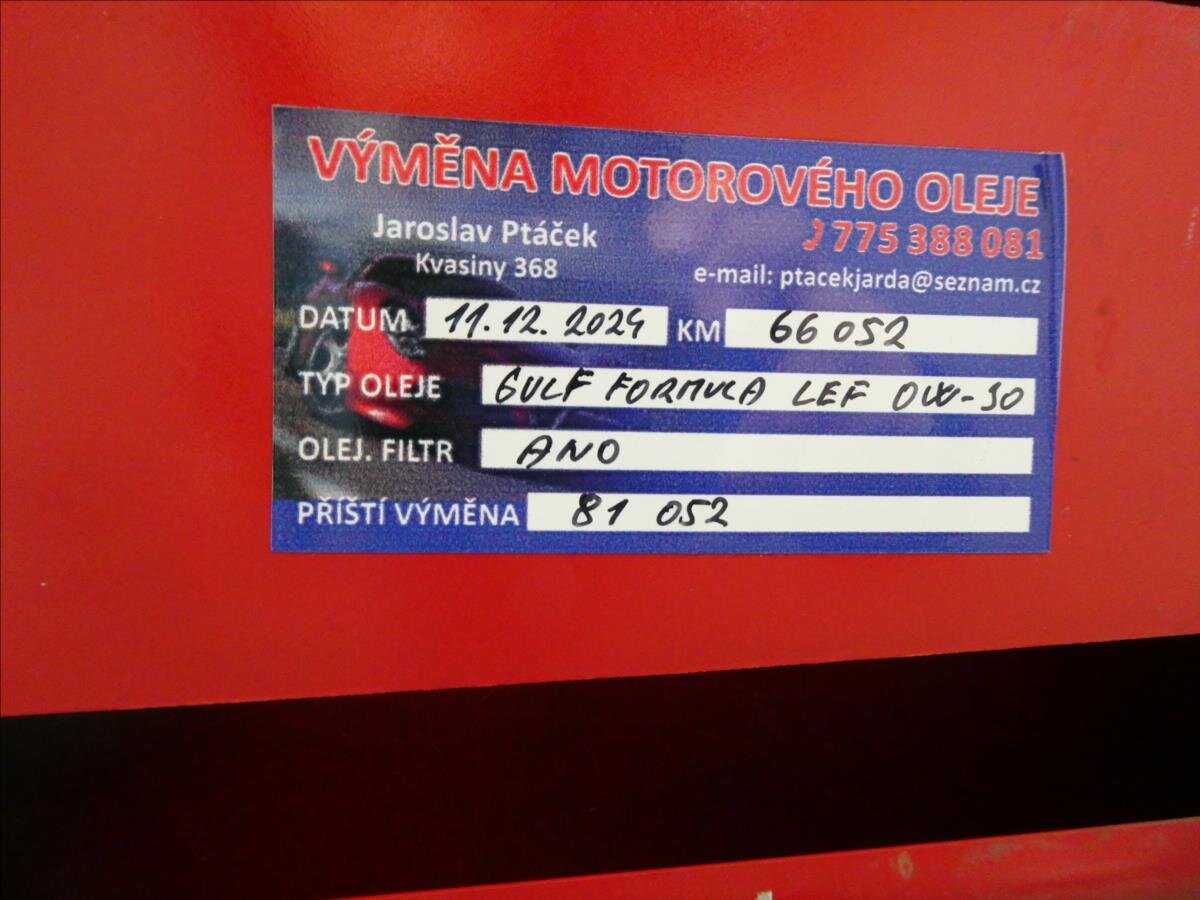 VÝMĚNA MOTOROVÉHO OLEJE
Jaroslav Ptáček 775 388 081
Kvasiny 368 e-mail: ptacekjarda@seznam.cz
DATUM 11.12.2024 KM 66 052
TYP OLEJE GULF FORMULA LEF 0W-30
OLEJ. FILTR ANO
PŘÍŠTÍ VÝMĚNA 81 052